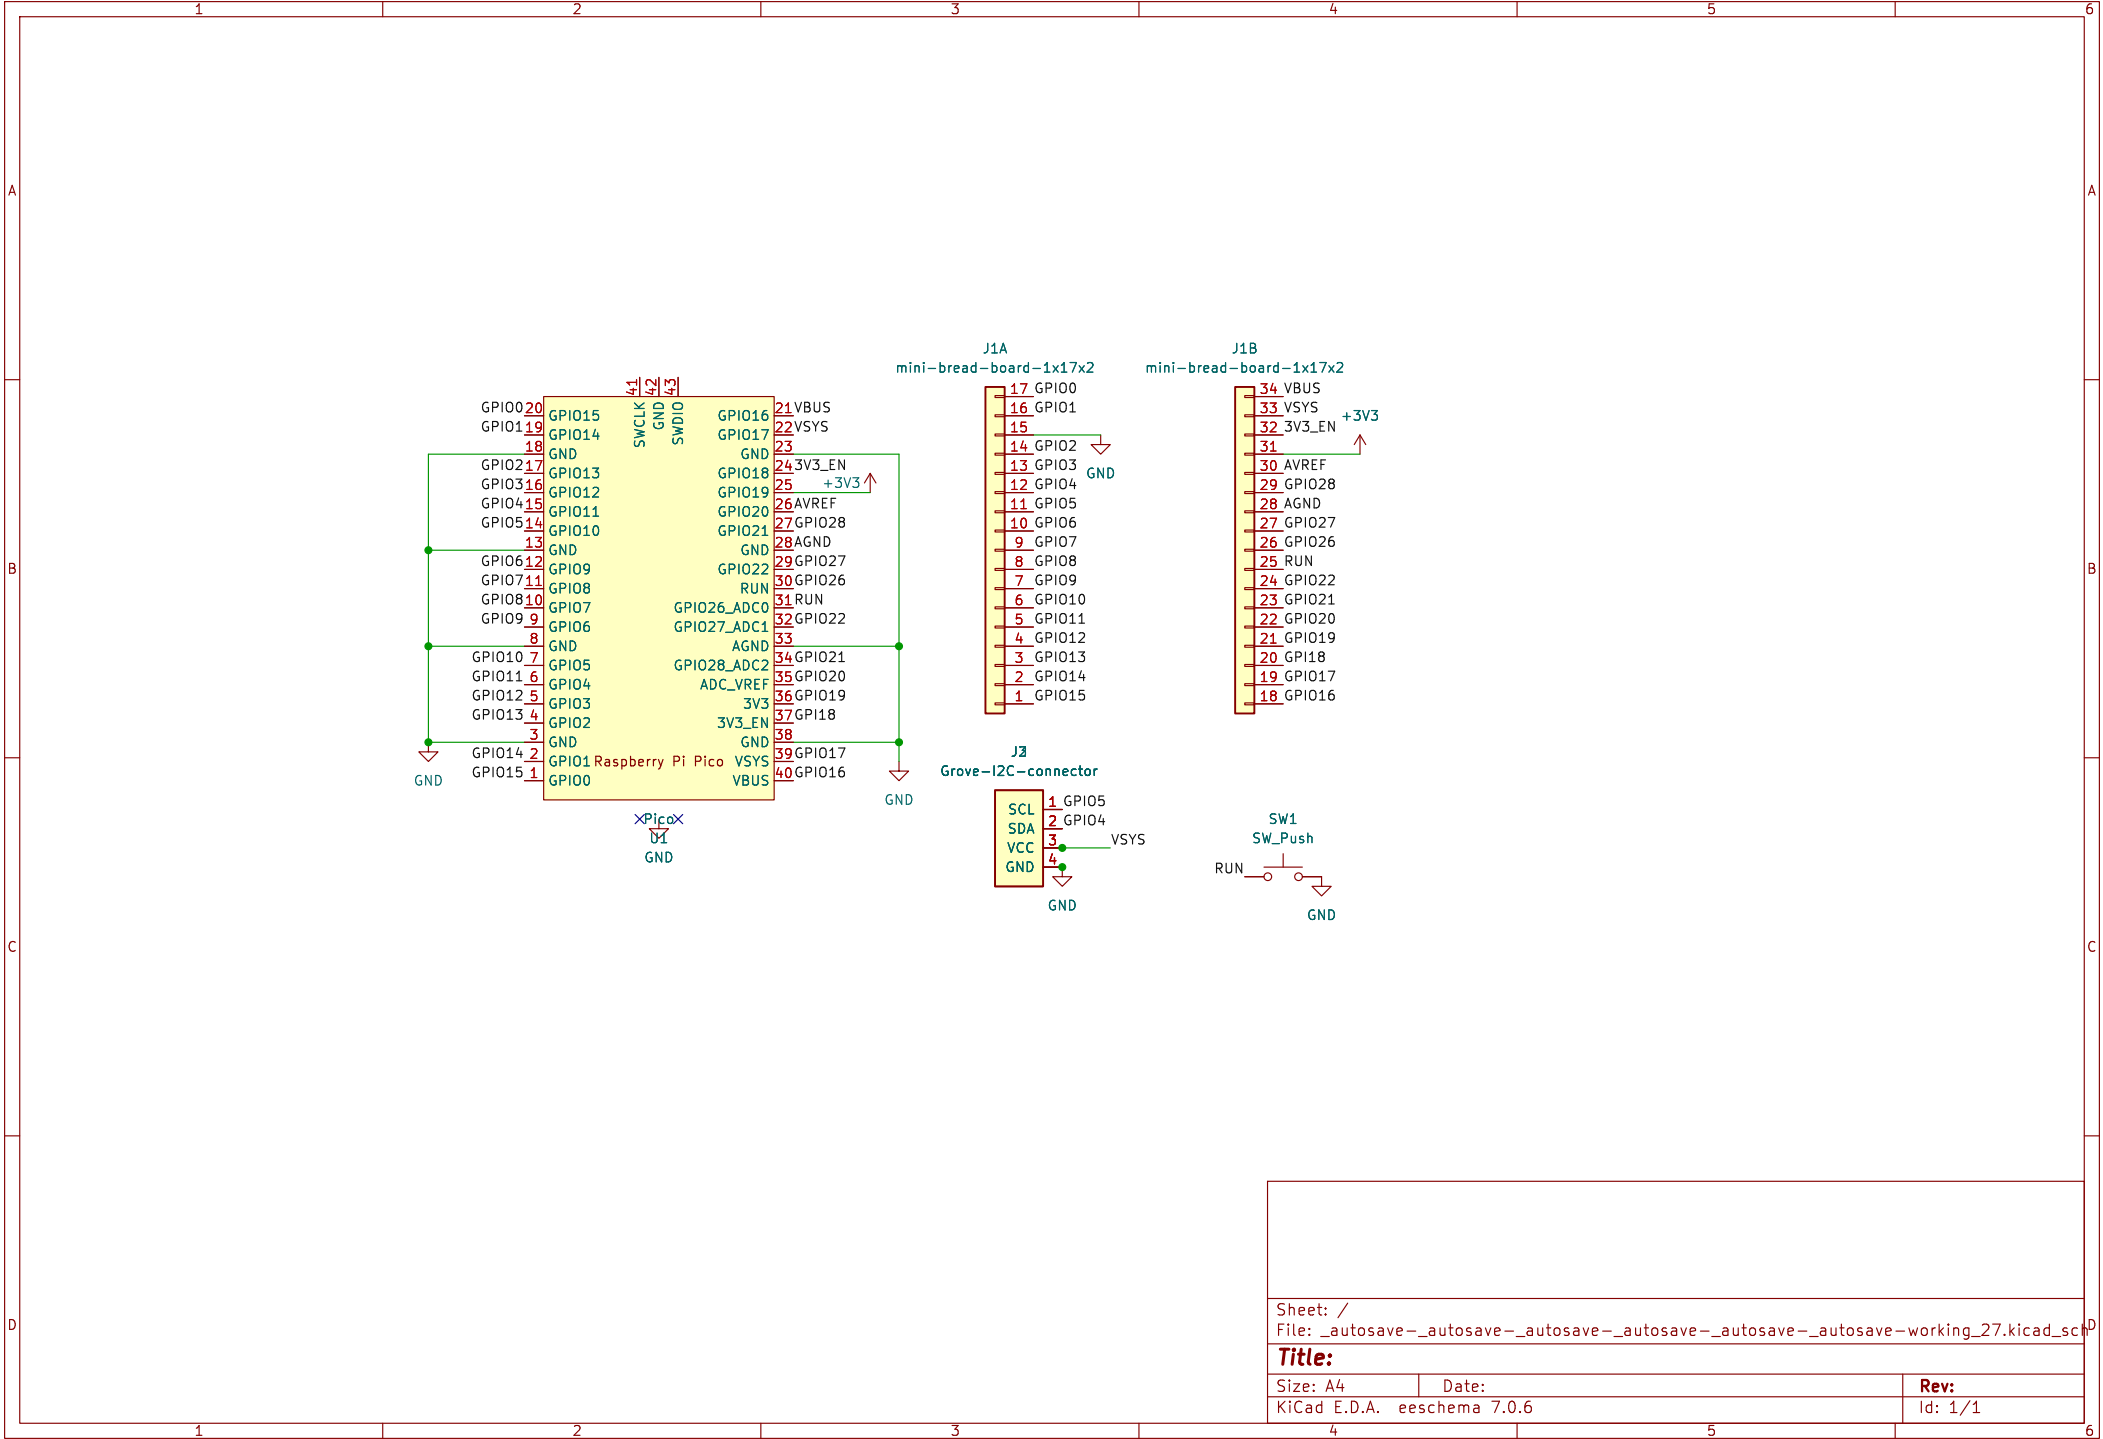 1 2 3 4 5 6
A A
J1A
mini-bread-board-1x17x2
J1B
mini-bread-board-1x17x2
41 42 43
SWCLK GND SWDIO
GPIO0 20 GPIO15
GPIO1 19 GPIO14
18 GND
GPIO2 17 GPIO13
GPIO3 16 GPIO12
GPIO4 15 GPIO11
GPIO5 14 GPIO10
13 GND
GPIO6 12 GPIO9
GPIO7 11 GPIO8
GPIO8 10 GPIO7
GPIO9 9 GPIO6
8 GND
GPIO10 7 GPIO5
GPIO11 6 GPIO4
GPIO12 5 GPIO3
GPIO13 4 GPIO2
3 GND
GPIO14 2 GPIO1
GPIO15 1 GPIO0
Raspberry Pi Pico
GPIO16 21 VBUS
GPIO17 22 VSYS
GND 23
GPIO18 24 3V3_EN
GPIO19 25 +3V3
GPIO20 26 AVREF
GPIO21 27 GPIO28
GND 28 AGND
GPIO22 29 GPIO27
RUN 30 GPIO26
GPIO26_ADC0 31 RUN
GPIO27_ADC1 32 GPIO22
AGND 33
GPIO28_ADC2 34 GPIO21
ADC_VREF 35 GPIO20
3V3 36 GPIO19
3V3_EN 37 GPI18
GND 38
VSYS 39 GPIO17
VBUS 40 GPIO16
GND
GND
Pico
U1
GND
17 GPIO0
16 GPIO1
15
GND
14 GPIO2
13 GPIO3
12 GPIO4
11 GPIO5
10 GPIO6
9 GPIO7
8 GPIO8
7 GPIO9
6 GPIO10
5 GPIO11
4 GPIO12
3 GPIO13
2 GPIO14
1 GPIO15
34 VBUS
33 VSYS
32 3V3_EN
31 +3V3
30 AVREF
29 GPIO28
28 AGND
27 GPIO27
26 GPIO26
25 RUN
24 GPIO22
23 GPIO21
22 GPIO20
21 GPIO19
20 GPI18
19 GPIO17
18 GPIO16
B B
Grove-I2C-connector
SCL 1 GPIO5
SDA 2 GPIO4
VCC 3 VSYS
GND 4
GND
SW1
SW_Push
RUN
GND
C C
D D
Sheet: /
File: _autosave-_autosave-_autosave-_autosave-_autosave-_autosave-working_27.kicad_sch
Title:
Size: A4 Date: Rev:
KiCad E.D.A. eeschema 7.0.6 Id: 1/1
1 2 3 4 5 6